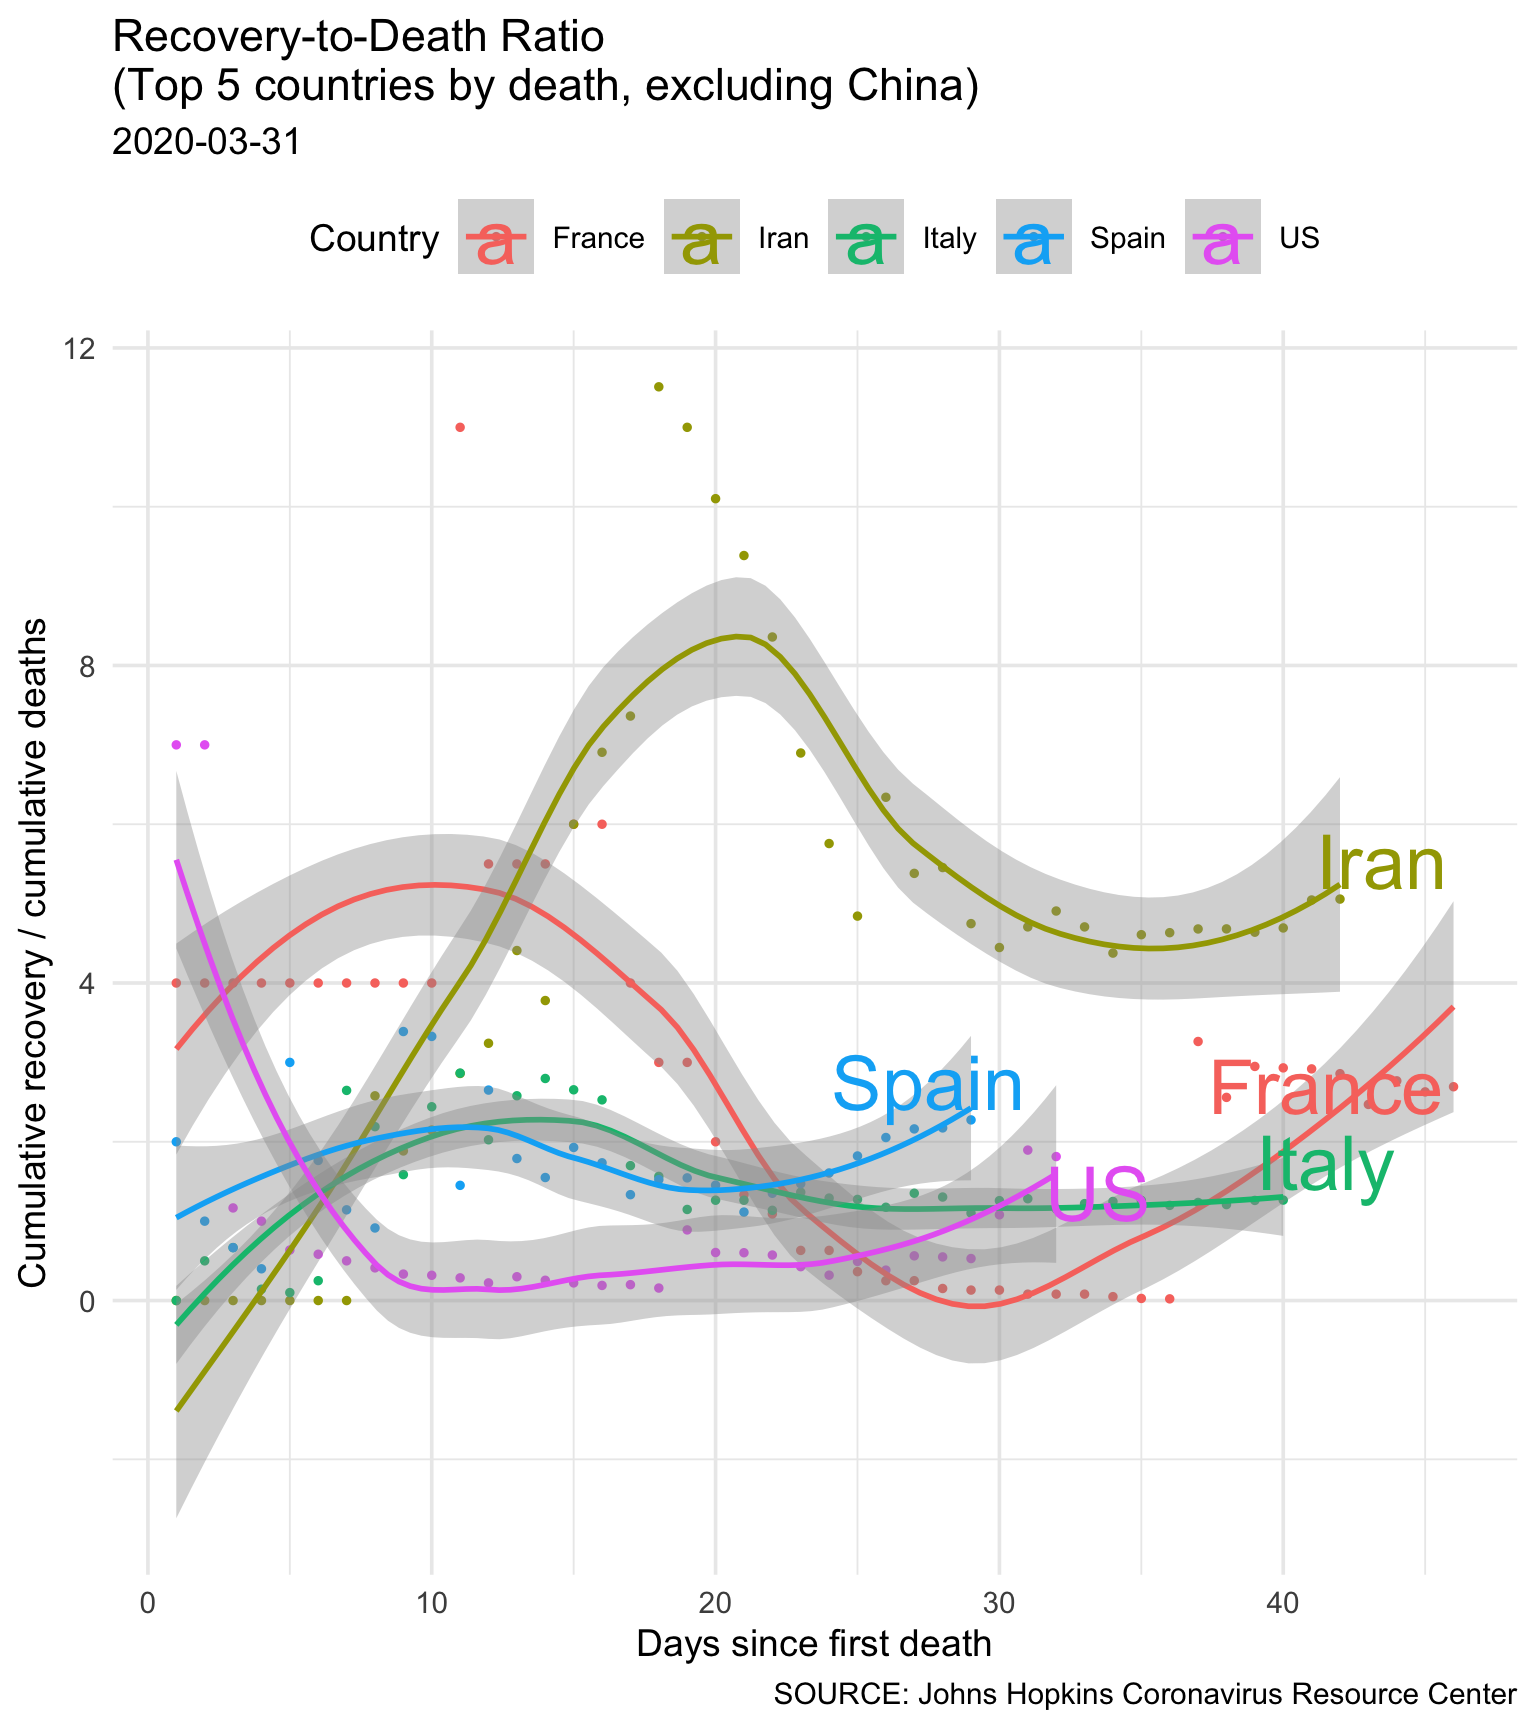 Recovery-to-Death Ratio
(Top 5 countries by death, excluding China)
2020-03-31
Country a France a Iran a Italy a Spain a US
12
8
4
0
Cumulative recovery / cumulative deaths
Iran
Spain
France
Italy
US
0 10 20 30 40
Days since first death
SOURCE: Johns Hopkins Coronavirus Resource Center